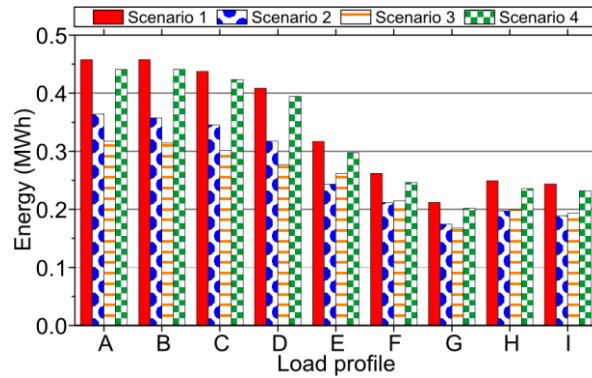 Scenario 1 Scenario 2 Scenario 3 Scenario 4
0.5
0.4
0.3
0.2
0.1
0.0
Energy (MWh)
A B C D E F G H I
Load profile